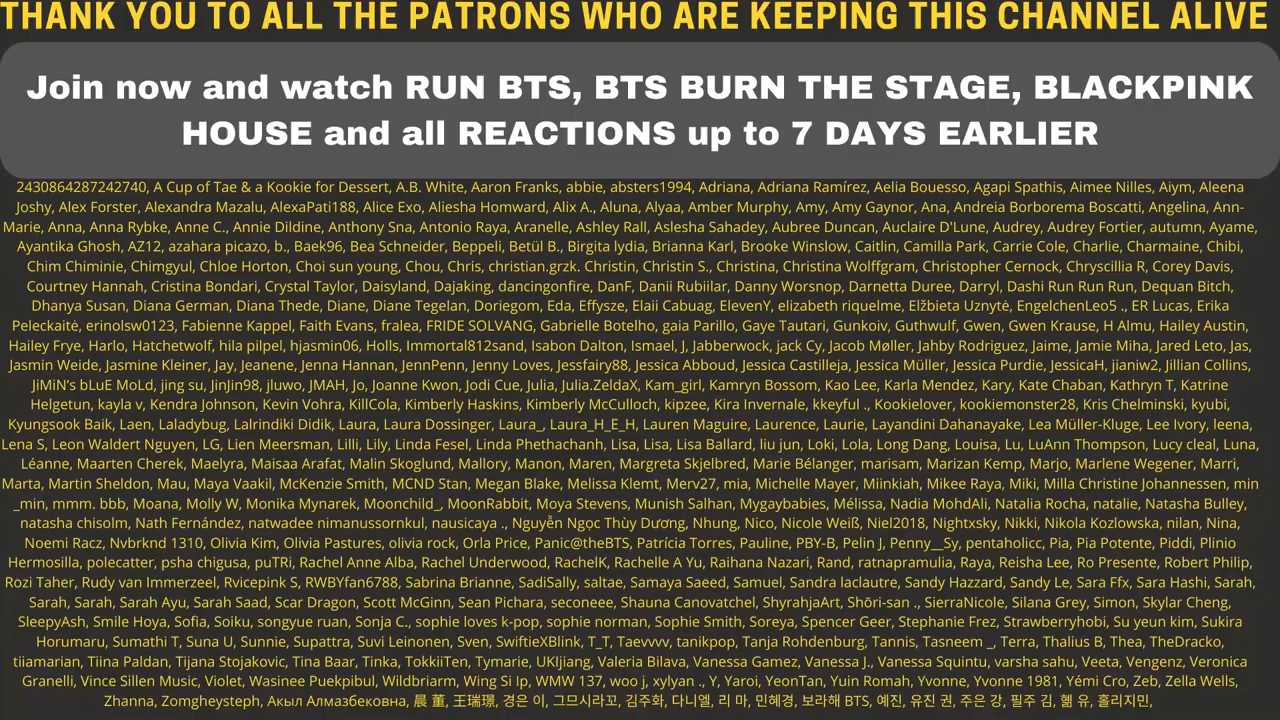 THANK YOU TO ALL THE PATRONS WHO ARE KEEPING THIS CHANNEL ALIVE
Join now and watch RUN BTS, BTS BURN THE STAGE, BLACKPINK
HOUSE and all REACTIONS up to 7 DAYS EARLIER
2430864287242740, A Cup of Tae & a Kookie for Dessert, A.B. White, Aaron Franks, abbie, absters1994, Adriana, Adriana Ramírez, Aelia Bouesso, Agapi Spathis, Aimee Nilles, Aiym, Aleena
Joshy, Alex Forster, Alexandra Mazalu, AlexaPati188, Alice Exo, Aliesha Homward, Alix A., Aluna, Alyaa, Amber Murphy, Amy, Amy Gaynor, Ana, Andreia Borborema Boscatti, Angelina, Ann-
Marie, Anna, Anna Rybke, Anne C., Annie Dildine, Anthony Sna, Antonio Raya, Aranelle, Ashley Rall, Aslesha Sahadey, Aubree Duncan, Auclaire D'Lune, Audrey, Audrey Fortier, autumn, Ayame,
Ayantika Ghosh, AZ12, azahara picazo, b., Baek96, Bea Schneider, Beppeli, Betül B., Birgita lydia, Brianna Karl, Brooke Winslow, Caitlin, Camilla Park, Carrie Cole, Charlie, Charmaine, Chibi,
Chim Chiminie, Chimgyul, Chloe Horton, Choi sun young, Chou, Chris, christian.grzk. Christin, Christin S., Christina, Christina Wolffgram, Christopher Cernock, Chryscillia R, Corey Davis,
Courtney Hannah, Cristina Bondari, Crystal Taylor, Daisyland, Dajaking, dancingonfire, DanF, Danii Rubiilar, Danny Worsnop, Darnetta Duree, Darryl, Dashi Run Run Run, Dequan Bitch,
Dhanya Susan, Diana German, Diana Thede, Diane, Diane Tegelan, Doriegom, Eda, Effysze, Elaii Cabuag, ElevenY, elizabeth riquelme, Elžbieta Uznytė, EngelchenLeo5 ., ER Lucas, Erika
Peleckaitė, erinolsw0123, Fabienne Kappel, Faith Evans, fralea, FRIDE SOLVANG, Gabrielle Botelho, gaia Parillo, Gaye Tautari, Gunkoiv, Guthwulf, Gwen, Gwen Krause, H Almu, Hailey Austin,
Hailey Frye, Harlo, Hatchetwolf, hila pilpel, hjasmin06, Holls, Immortal812sand, Isabon Dalton, Ismael, J, Jabberwock, jack Cy, Jacob Møller, Jahby Rodriguez, Jaime, Jamie Miha, Jared Leto, Jas,
Jasmin Weide, Jasmine Kleiner, Jay, Jeanene, Jenna Hannan, JennPenn, Jenny Loves, Jessfairy88, Jessica Abboud, Jessica Castilleja, Jessica Müller, Jessica Purdie, JessicaH, jianiw2, Jillian Collins,
JiMiN's bLuE MoLd, jing su, JinJin98, jluwo, JMAH, Jo, Joanne Kwon, Jodi Cue, Julia, Julia.ZeldaX, Kam_girl, Kamryn Bossom, Kao Lee, Karla Mendez, Kary, Kate Chaban, Kathryn T, Katrine
Helgetun, kayla v, Kendra Johnson, Kevin Vohra, KillCola, Kimberly Haskins, Kimberly McCulloch, kipzee, Kira Invernale, kkeyful ., Kookielover, kookiemonster28, Kris Chelminski, kyubi,
Kyungsook Baik, Laen, Laladybug, Lalrindiki Didik, Laura, Laura Dossinger, Laura_, Laura_H_E_H, Lauren Maguire, Laurence, Laurie, Layandini Dahanayake, Lea Müller-Kluge, Lee Ivory, leena,
Lena S, Leon Waldert Nguyen, LG, Lien Meersman, Lilli, Lily, Linda Fesel, Linda Phethachanh, Lisa, Lisa, Lisa Ballard, liu jun, Loki, Lola, Long Dang, Louisa, Lu, LuAnn Thompson, Lucy cleal, Luna,
Léanne, Maarten Cherek, Maelyra, Maisaa Arafat, Malin Skoglund, Mallory, Manon, Maren, Margreta Skjelbred, Marie Bélanger, marisam, Marizan Kemp, Marjo, Marlene Wegener, Marri,
Marta, Martin Sheldon, Mau, Maya Vaakil, McKenzie Smith, MCND Stan, Megan Blake, Melissa Klemt, Merv27, mia, Michelle Mayer, Miinkiah, Mikee Raya, Miki, Milla Christine Johannessen, min
_min, mmm. bbb, Moana, Molly W, Monika Mynarek, Moonchild_, MoonRabbit, Moya Stevens, Munish Salhan, Mygaybabies, Mélissa, Nadia MohdAli, Natalia Rocha, natalie, Natasha Bulley,
natasha chisolm, Nath Fernández, natwadee nimanussornkul, nausicaya ., Nguyễn Ngọc Thùy Dương, Nhung, Nico, Nicole Weiß, Niel2018, Nightxsky, Nikki, Nikola Kozlowska, nilan, Nina,
Noemi Racz, Nvbrknd 1310, Olivia Kim, Olivia Pastures, olivia rock, Orla Price, Panic@theBTS, Patrícia Torres, Pauline, PBY-B, Pelin J, Penny__Sy, pentaholicc, Pia, Pia Potente, Piddi, Plinio
Hermosilla, polecatter, psha chigusa, puTRi, Rachel Anne Alba, Rachel Underwood, RachelK, Rachelle A Yu, Raihana Nazari, Rand, ratnapramulia, Raya, Reisha Lee, Ro Presente, Robert Philip,
Rozi Taher, Rudy van Immerzeel, Rvicepink S, RWBYfan6788, Sabrina Brianne, SadiSally, saltae, Samaya Saeed, Samuel, Sandra Iaclautre, Sandy Hazzard, Sandy Le, Sara Ffx, Sara Hashi, Sarah,
Sarah, Sarah, Sarah Ayu, Sarah Saad, Scar Dragon, Scott McGinn, Sean Pichara, seconeee, Shauna Canovatchel, ShyrahjaArt, Shōri-san ., SierraNicole, Silana Grey, Simon, Skylar Cheng,
SleepyAsh, Smile Hoya, Sofia, Soiku, songyue ruan, Sonja C., sophie loves k-pop, sophie norman, Sophie Smith, Soreya, Spencer Geer, Stephanie Frez, Strawberryhobi, Su yeun kim, Sukira
Horumaru, Sumathi T, Suna U, Sunnie, Supattra, Suvi Leinonen, Sven, SwiftieXBlink, T_T, Taevvvv, tanikpop, Tanja Rohdenburg, Tannis, Tasneem _, Terra, Thalius B, Thea, TheDracko,
tiiamarian, Tiina Paldan, Tijana Stojakovic, Tina Baar, Tinka, TokkiiTen, Tymarie, UKIjiang, Valeria Bilava, Vanessa Gamez, Vanessa J., Vanessa Squintu, varsha sahu, Veeta, Vengenz, Veronica
Granelli, Vince Sillen Music, Violet, Wasinee Puekpibul, Wildbriarm, Wing Si Ip, WMW 137, woo j, xylyan ., Y, Yaroi, YeonTan, Yuin Romah, Yvonne, Yvonne 1981, Yémi Cro, Zeb, Zella Wells,
Zhanna, Zomgheysteph, Акыл Алмазбековна, 晨 董, 王瑞璟, 경은 이, 그므시라꼬, 김주화, 다니엘, 리 마, 민혜경, 보라해 BTS, 예진, 유진 권, 주은 강, 필주 김, 혬 유, 홀리지민,